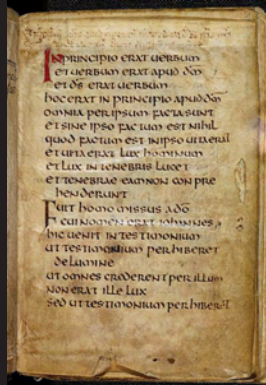 IN PRINCIPIO ERAT UERBUM
ET UERBUM ERAT APUD dm̄
ET ds̄ ERAT UERBUM
HOC ERAT IN PRINCIPIO APUD dm̄
OMNIA PER IPSUM FACTA SUNT
ET SINE IPSO FACTUM EST NIHIL
QUOD FACTUM EST IN IPSO UITA ERAT
ET UITA ERAT LUX HOMINUM
ET LUX IN TENEBRIS LUCET
ET TENEBRAE EAM NON CONPRE
HENDERUNT
FUIT HOMO MISSUS A dō
CUI NOMEN ERAT IOHANNES
HIC UENIT IN TESTIMONIUM
UT TESTIMONIUM PERHIBERET
DE LUMINE
UT OMNES CREDERENT PER ILLUM
NON ERAT ILLE LUX
SED UT TESTIMONIUM PERHIBERET